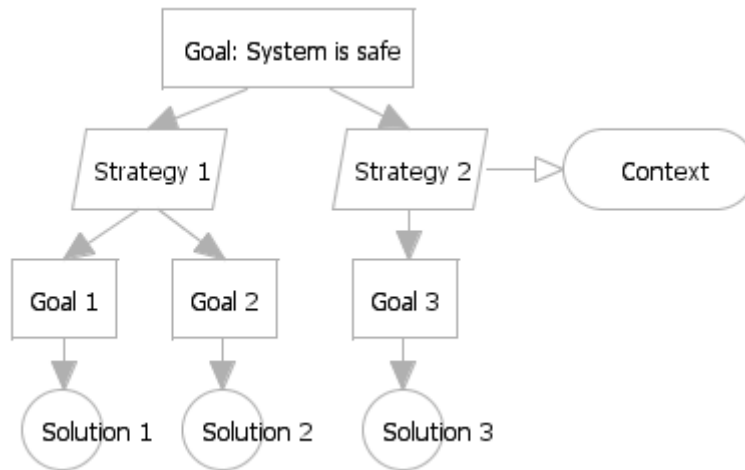 Goal: System is safe
Strategy 1
Strategy 2
Context
Goal 1
Goal 2
Goal 3
Solution 1
Solution 2
Solution 3